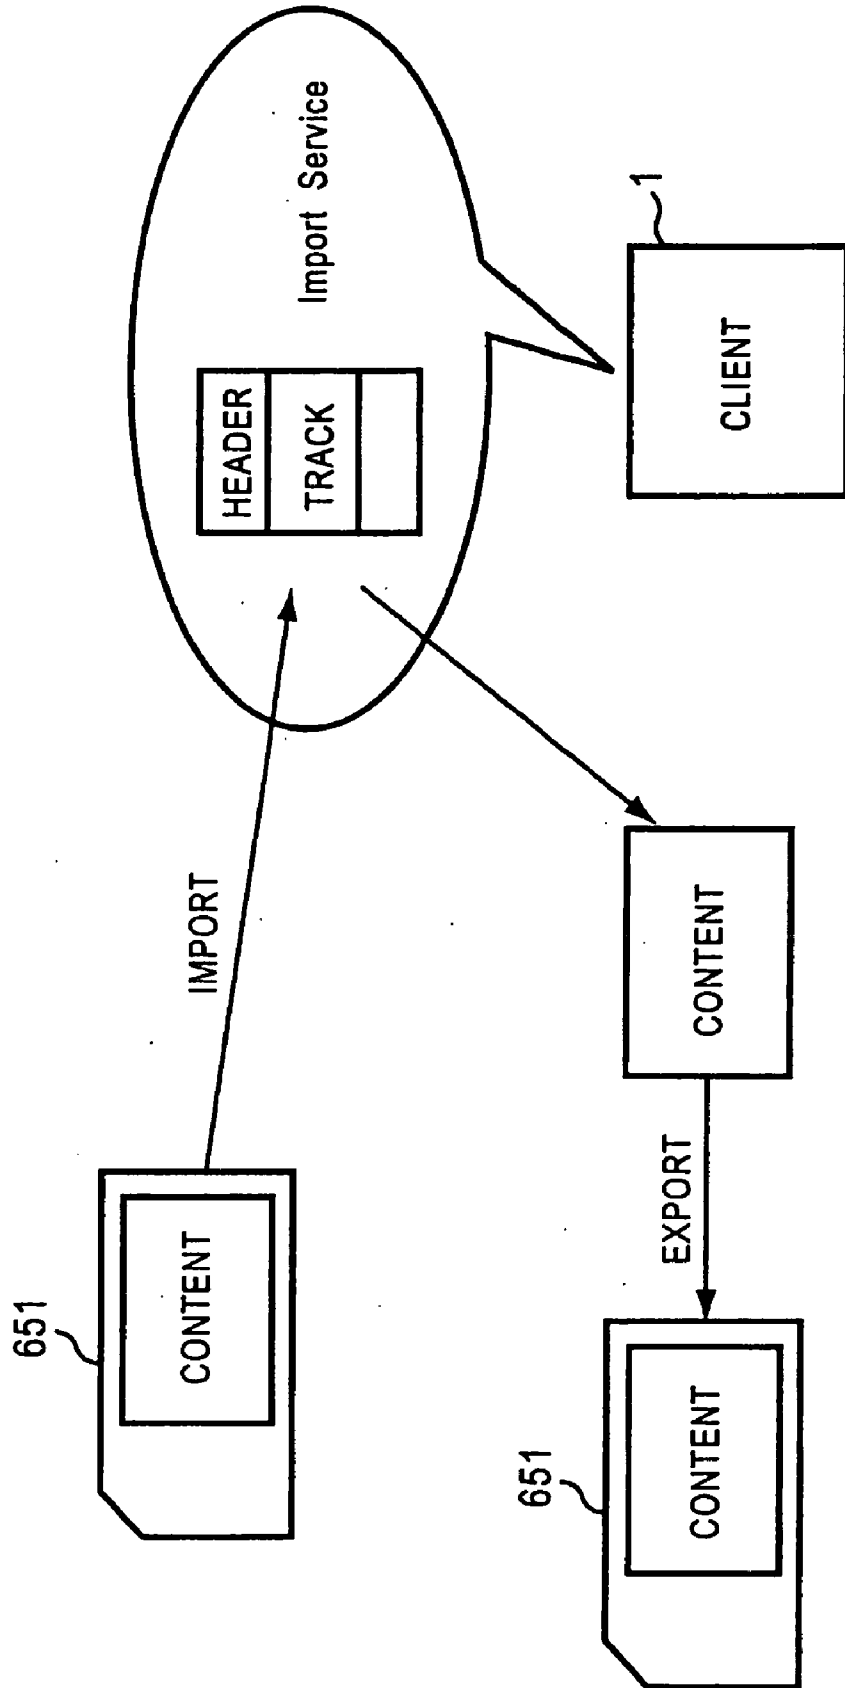 651
CONTENT
IMPORT
HEADER
TRACK
Import Service
651
CONTENT
EXPORT
CONTENT
CLIENT
1